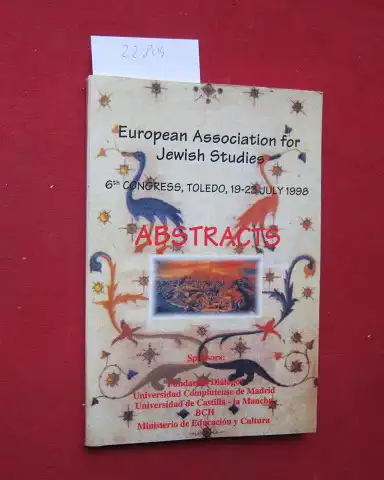 22 809
European Association for
Jewish Studies
6th CONGRESS, TOLEDO, 19-23 JULY 1998
ABSTRACTS
Sponsors:
Fundación Diálogo
Universidad Complutense de Madrid
Universidad de Castilla - la Mancha
BCH
Ministerio de Educación y Cultura